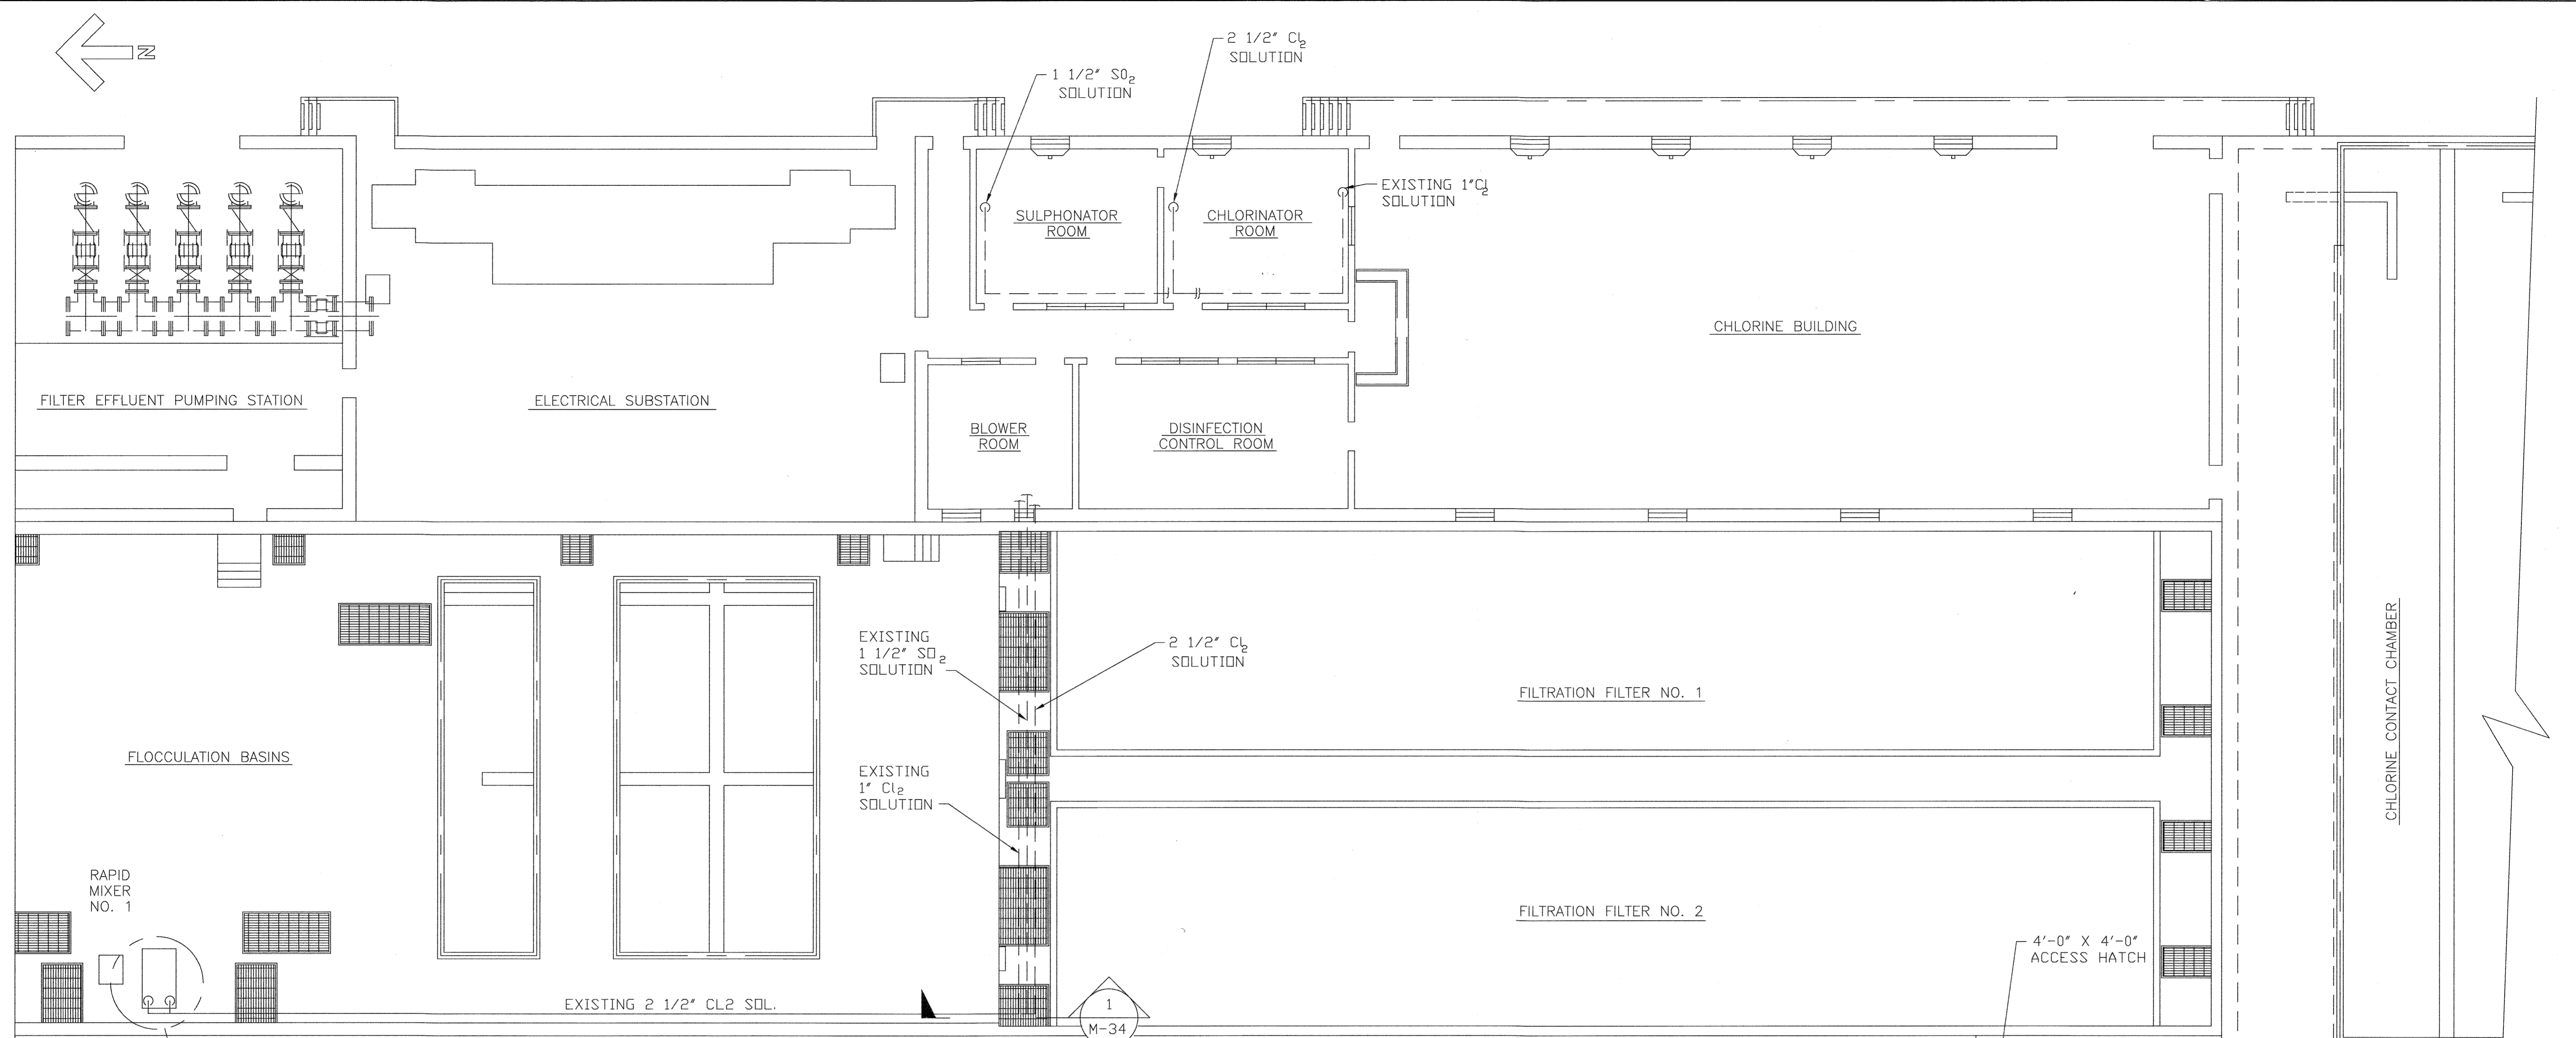 N
1 1/2" SO2
SOLUTION
2 1/2" CL2
SOLUTION
EXISTING 1"CL2
SOLUTION
SULPHONATOR
ROOM
CHLORINATOR
ROOM
CHLORINE BUILDING
FILTER EFFLUENT PUMPING STATION
ELECTRICAL SUBSTATION
BLOWER
ROOM
DISINFECTION
CONTROL ROOM
EXISTING
1 1/2" SO2
SOLUTION
2 1/2" CL2
SOLUTION
FILTRATION FILTER NO. 1
CHLORINE CONTACT CHAMBER
FLOCCULATION BASINS
EXISTING
1" CL2
SOLUTION
RAPID
MIXER
NO. 1
FILTRATION FILTER NO. 2
4'-0" X 4'-0"
ACCESS HATCH
EXISTING 2 1/2" CL2 SOL.
1
M-34